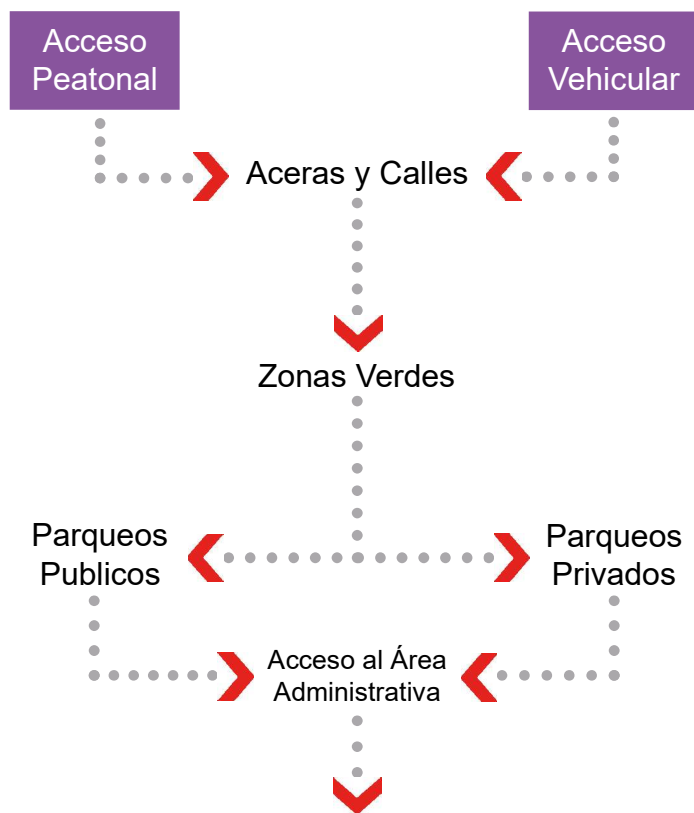 Acceso
Peatonal
Acceso
Vehicular
Aceras y Calles
Zonas Verdes
Parqueos
Publicos
Parqueos
Privados
Acceso al Área
Administrativa